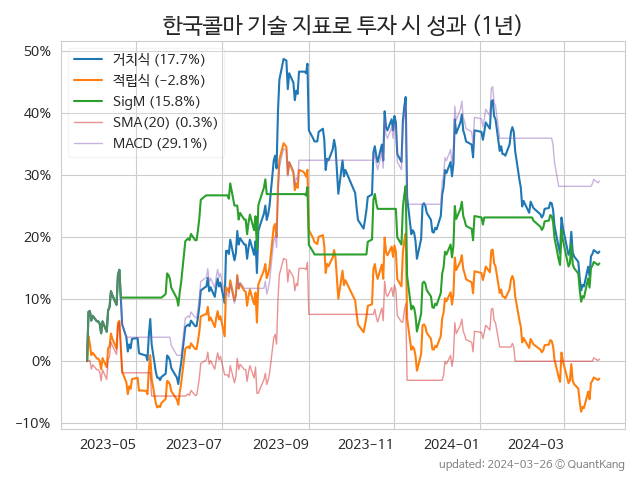 한국콜마 기술 지표로 투자 시 성과 (1년)
50%
40%
30%
20%
10%
0%
−10%
거치식 (17.7%)
적립식 (−2.8%)
SigM (15.8%)
SMA(20) (0.3%)
MACD (29.1%)
2023-05
2023-07
2023-09
2023-11
2024-01
2024-03
updated: 2024-03-26 © QuantKang